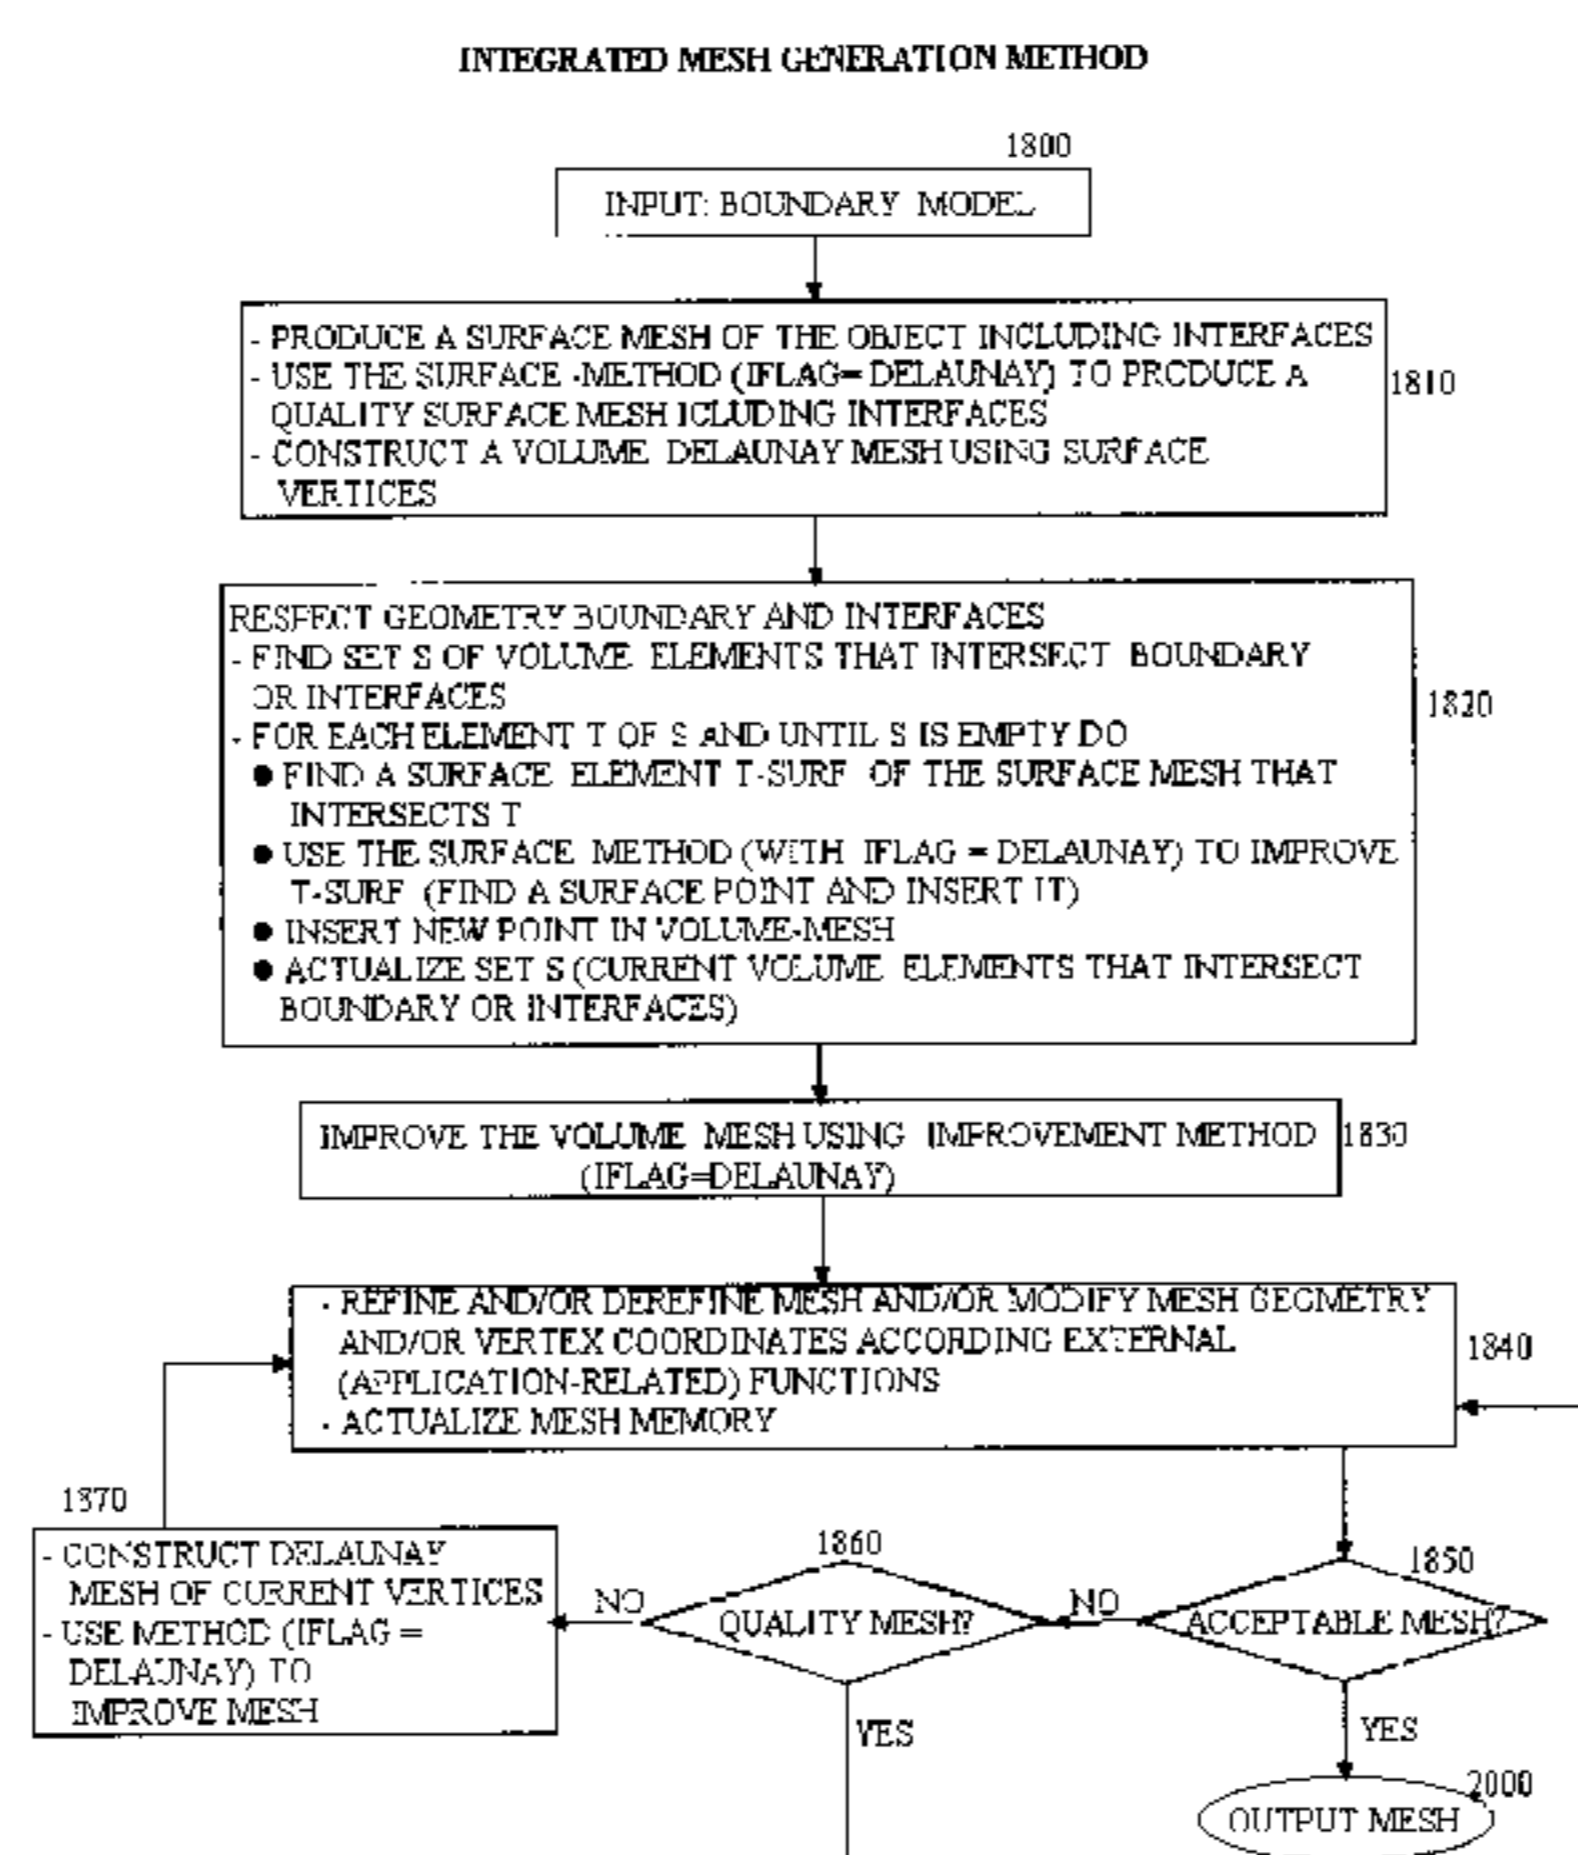 INTEGRATED MESH GENERATION METHOD
1800
INPUT: BOUNDARY MODEL
- PRODUCE A SURFACE MESH OF THE OBJECT INCLUDING INTERFACES
- USE THE SURFACE -METHOD (IFLAG= DELAUNAY) TO PRODUCE A
QUALITY SURFACE MESH ICLUDING INTERFACES
- CONSTRUCT A VOLUME DELAUNAY MESH USING SURFACE
VERTICES
1810
RESPECT GEOMETRY BOUNDARY AND INTERFACES
- FIND SET S OF VOLUME ELEMENTS THAT INTERSECT BOUNDARY
OR INTERFACES
- FOR EACH ELEMENT T OF S AND UNTIL S IS EMPTY DO
● FIND A SURFACE ELEMENT T-SURF OF THE SURFACE MESH THAT
INTERSECTS T
● USE THE SURFACE METHOD (WITH IFLAG = DELAUNAY) TO IMPROVE
T-SURF (FIND A SURFACE POINT AND INSERT IT)
● INSERT NEW POINT IN VOLUME-MESH
● ACTUALIZE SET S (CURRENT VOLUME ELEMENTS THAT INTERSECT
BOUNDARY OR INTERFACES)
1820
IMPROVE THE VOLUME MESH USING IMPROVEMENT METHOD
(IFLAG=DELAUNAY)
1830
- REFINE AND/OR DEREFINE MESH AND/OR MODIFY MESH GEOMETRY
AND/OR VERTEX COORDINATES ACCORDING EXTERNAL
(APPLICATION-RELATED) FUNCTIONS
- ACTUALIZE MESH MEMORY
1840
1870
- CONSTRUCT DELAUNAY
MESH OF CURRENT VERTICES
- USE METHOD (IFLAG =
DELAUNAY) TO
IMPROVE MESH
NO
1860
QUALITY MESH?
YES
NO
1850
ACCEPTABLE MESH?
YES
2000
OUTPUT MESH